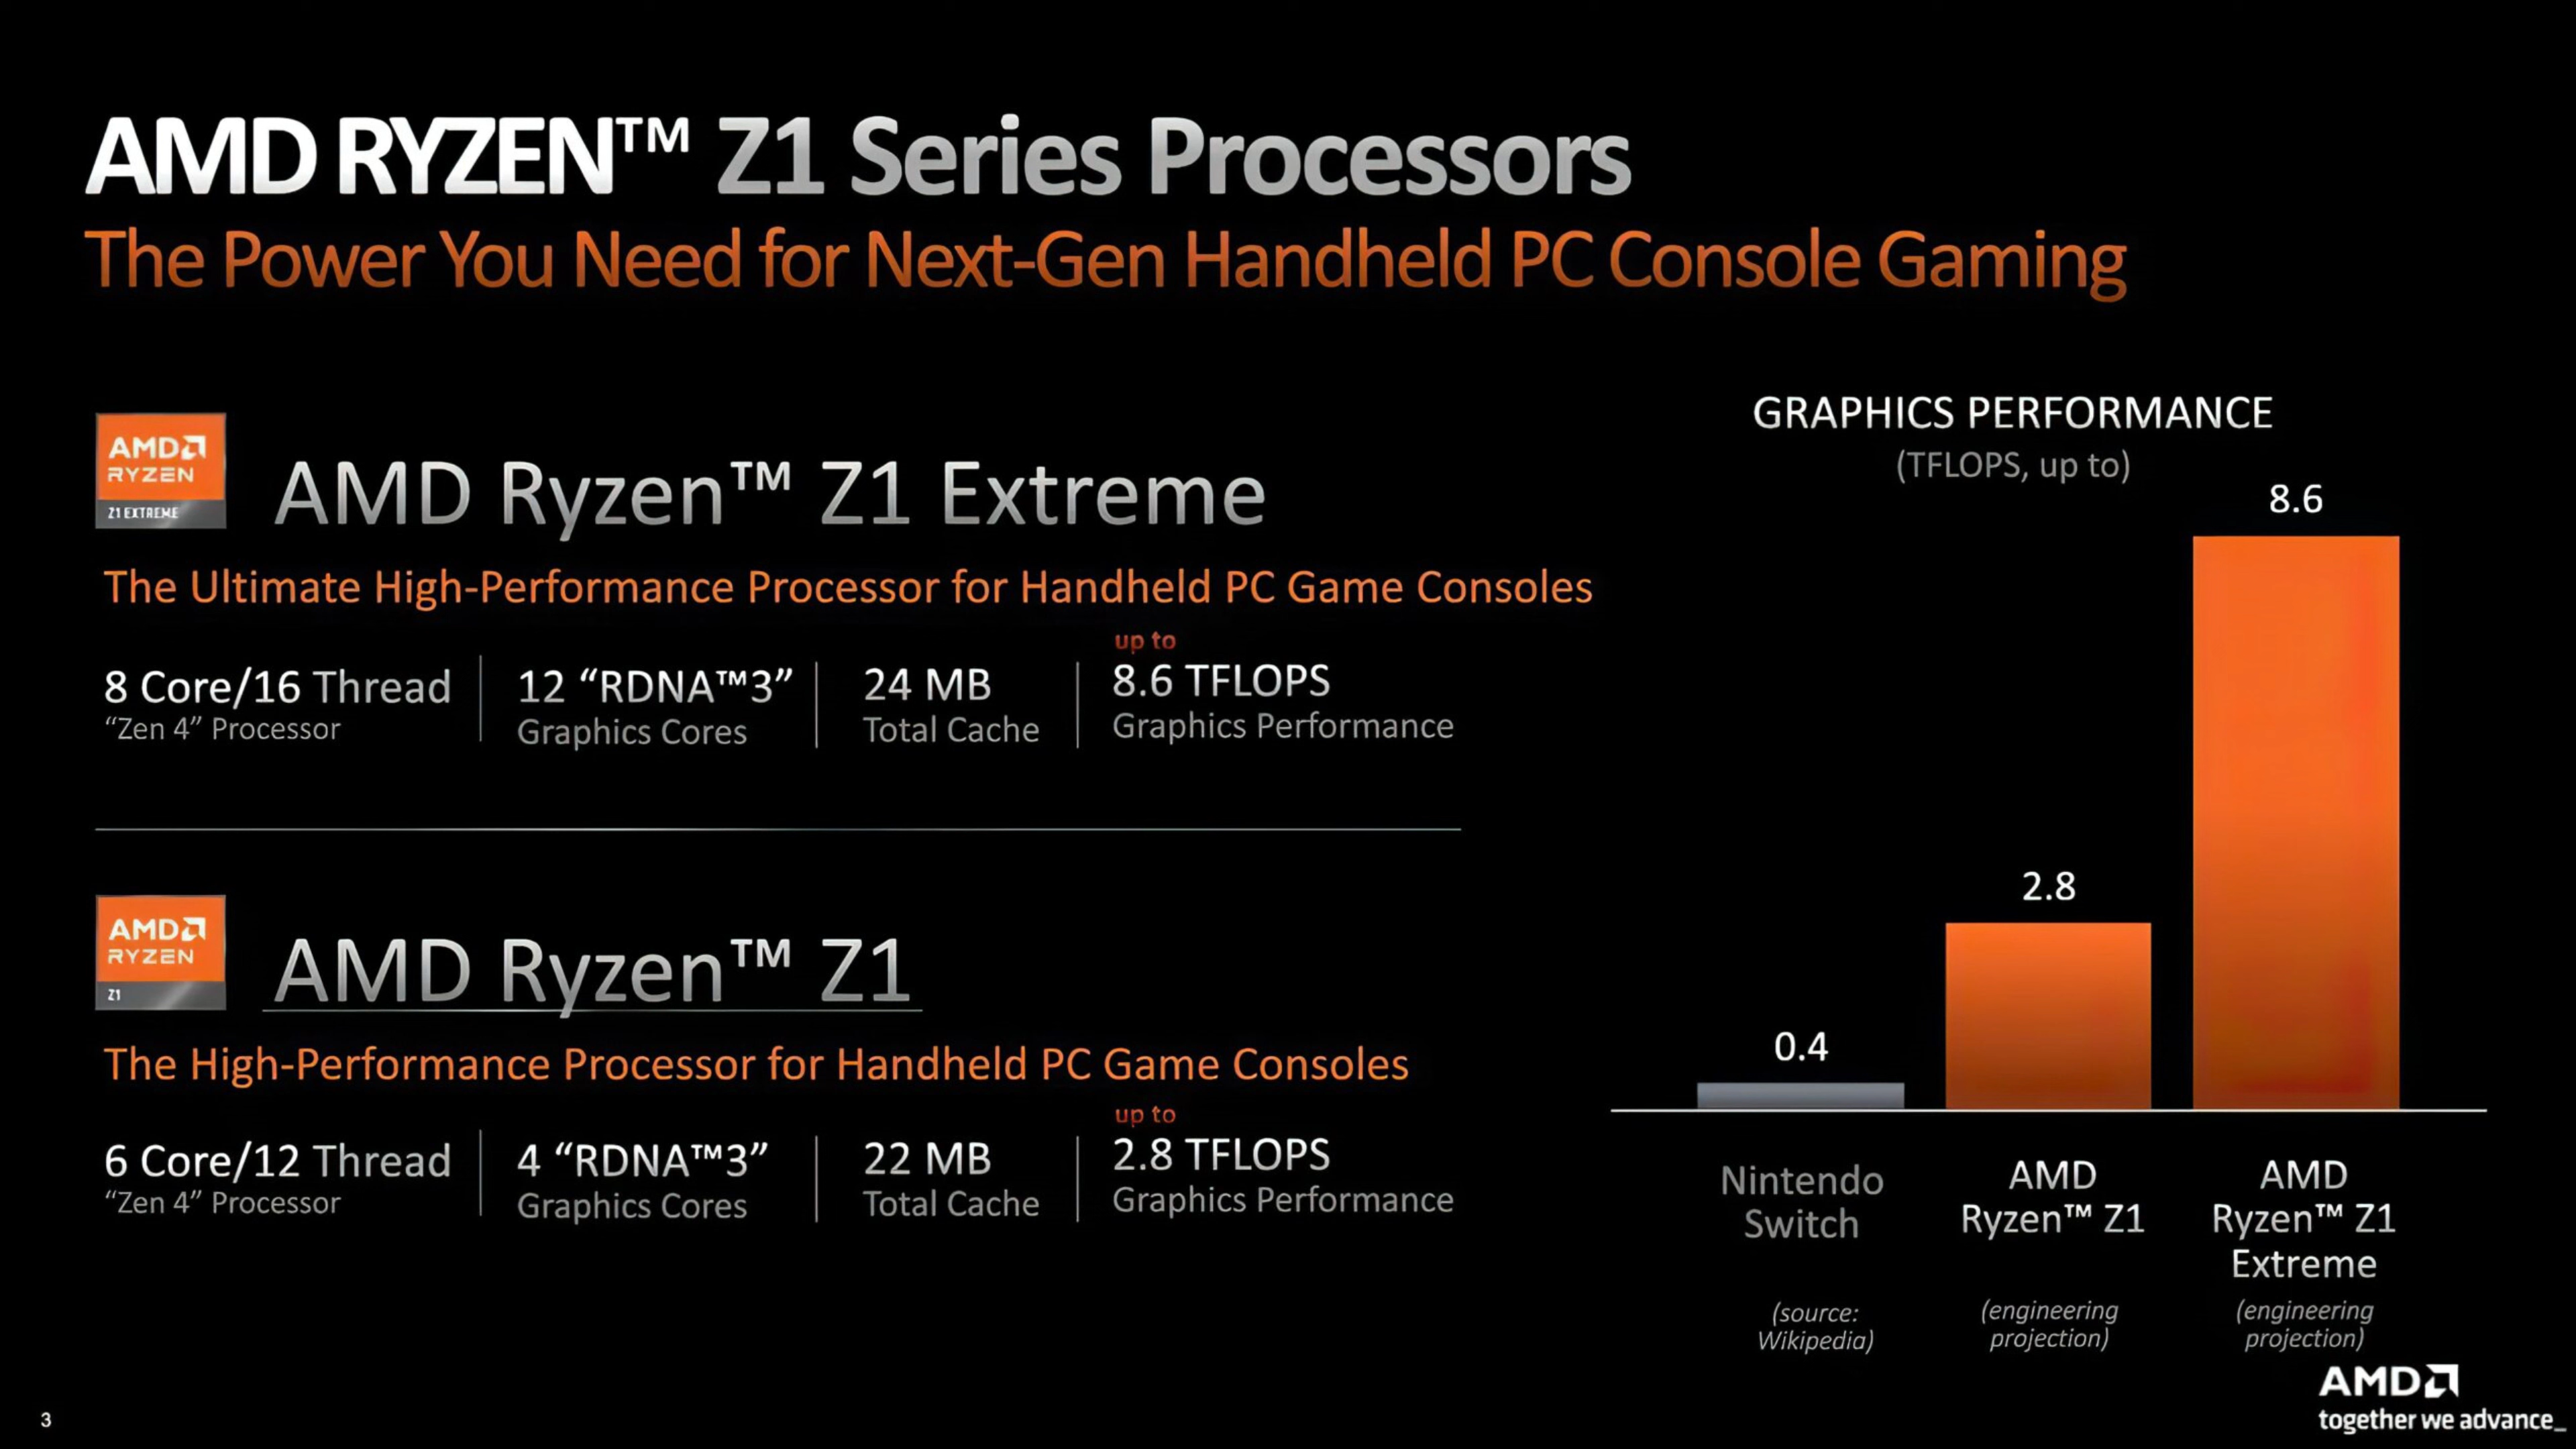 AMD RYZEN™ Z1 Series Processors
The Power You Need for Next-Gen Handheld PC Console Gaming
AMD
RYZEN
Z1 EXTREME
AMD Ryzen™ Z1 Extreme
The Ultimate High-Performance Processor for Handheld PC Game Consoles
8 Core/16 Thread
"Zen 4" Processor
12 “RDNA™3”
Graphics Cores
24 MB
Total Cache
up to
8.6 TFLOPS
Graphics Performance
AMD
RYZEN
Z1
AMD Ryzen™ Z1
The High-Performance Processor for Handheld PC Game Consoles
6 Core/12 Thread
"Zen 4" Processor
4 “RDNA™3”
Graphics Cores
22 MB
Total Cache
up to
2.8 TFLOPS
Graphics Performance
GRAPHICS PERFORMANCE
(TFLOPS, up to)
0.4
2.8
8.6
Nintendo
Switch
(source:
Wikipedia)
AMD
Ryzen™ Z1
(engineering
projection)
AMD
Ryzen™ Z1
Extreme
(engineering
projection)
3
AMD
together we advance_